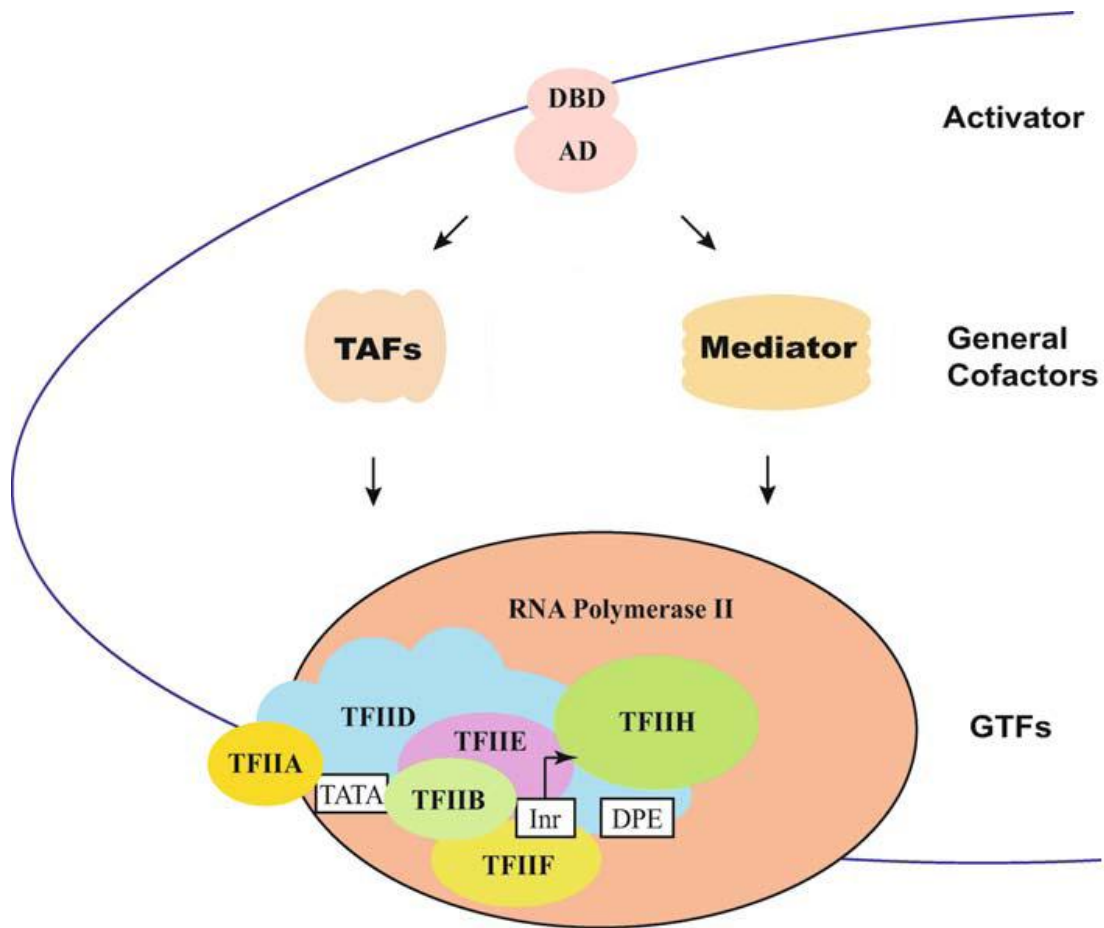 DBD
AD
Activator
TAFs
Mediator
General
Cofactors
RNA Polymerase II
TFIID
TFIIH
TFIIE
GTFs
TFIIA
TATA
TFIIB
Inr
DPE
TFIIF